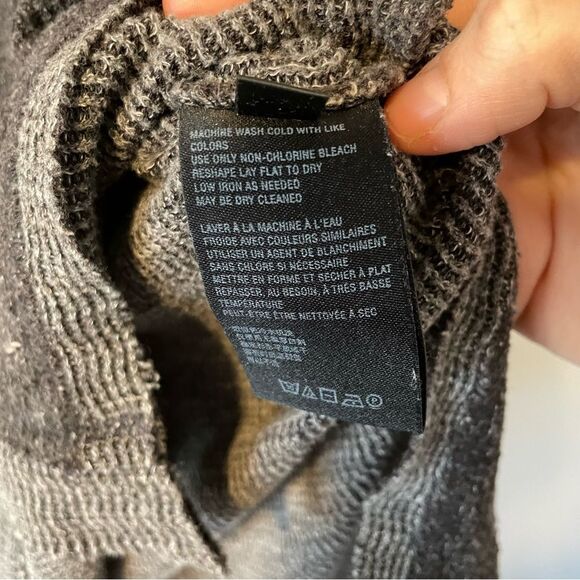 MACHINE WASH COLD WITH LIKE
COLORS
USE ONLY NON-CHLORINE BLEACH
RESHAPE LAY FLAT TO DRY
LOW IRON AS NEEDED
MAY BE DRY CLEANED
LAVER À LA MACHINE À L'EAU
FROIDE AVEC COULEURS SIMILAIRES
UTILISER UN AGENT DE BLANCHIMENT
SANS CHLORE SI NÉCESSAIRE
METTRE EN FORME ET SÉCHER À PLAT
REPASSER, AU BESOIN, À TRÈS BASSE
TEMPÉRATURE
PEUT-ÊTRE ÊTRE NETTOYÉE À SEC